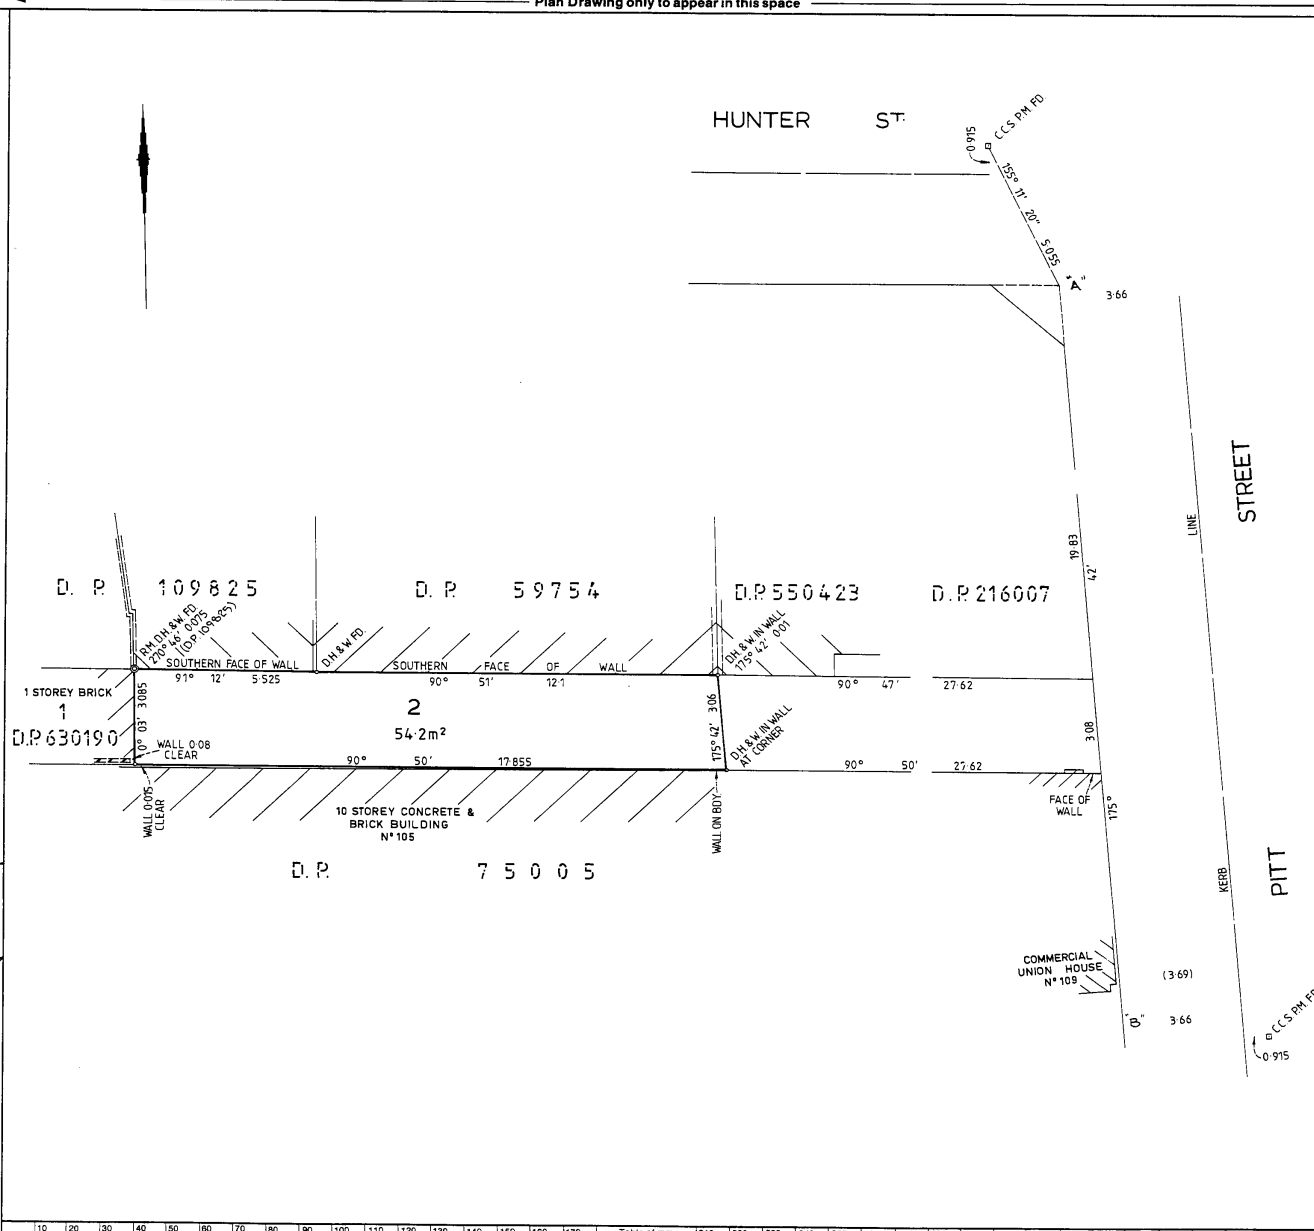 Plan Drawing only to appear in this space
HUNTER ST.
C.C.S. P.M. FD.
0·915
155° 11' 20" 5·055
"A"
3·66
STREET
LINE
19·83
42'
D. P. 109825
D. P. 59754
D.P. 550423
D. P. 216007
R.M. D.H. & W. FD.
270° 46' 0·075
(D.P. 109825)
D.H. & W. FD.
D.H. & W. IN WALL
175° 42' 0·01
SOUTHERN FACE OF WALL
SOUTHERN FACE OF WALL
91° 12' 5·525
90° 51' 12·1
90° 47' 27·62
1 STOREY BRICK
1
D.P. 630190
0° 03' 3·085
2
54·2m²
175° 42' 3·06
3·08
WALL 0·08
CLEAR
D.H. & W. IN WALL
AT CORNER
90° 50' 17·855
90° 50' 27·62
WALL 0·015
CLEAR
10 STOREY CONCRETE &
BRICK BUILDING
N° 105
WALL ON BDY.
FACE OF
WALL
175°
D. P. 75005
KERB
PITT
COMMERCIAL
UNION HOUSE
N° 109
(3·69)
"B"
3·66
C.C.S. P.M. FD.
0·915
10 20 30 40 50 60 70 80 90 100 110 120 130 140 150 160 170